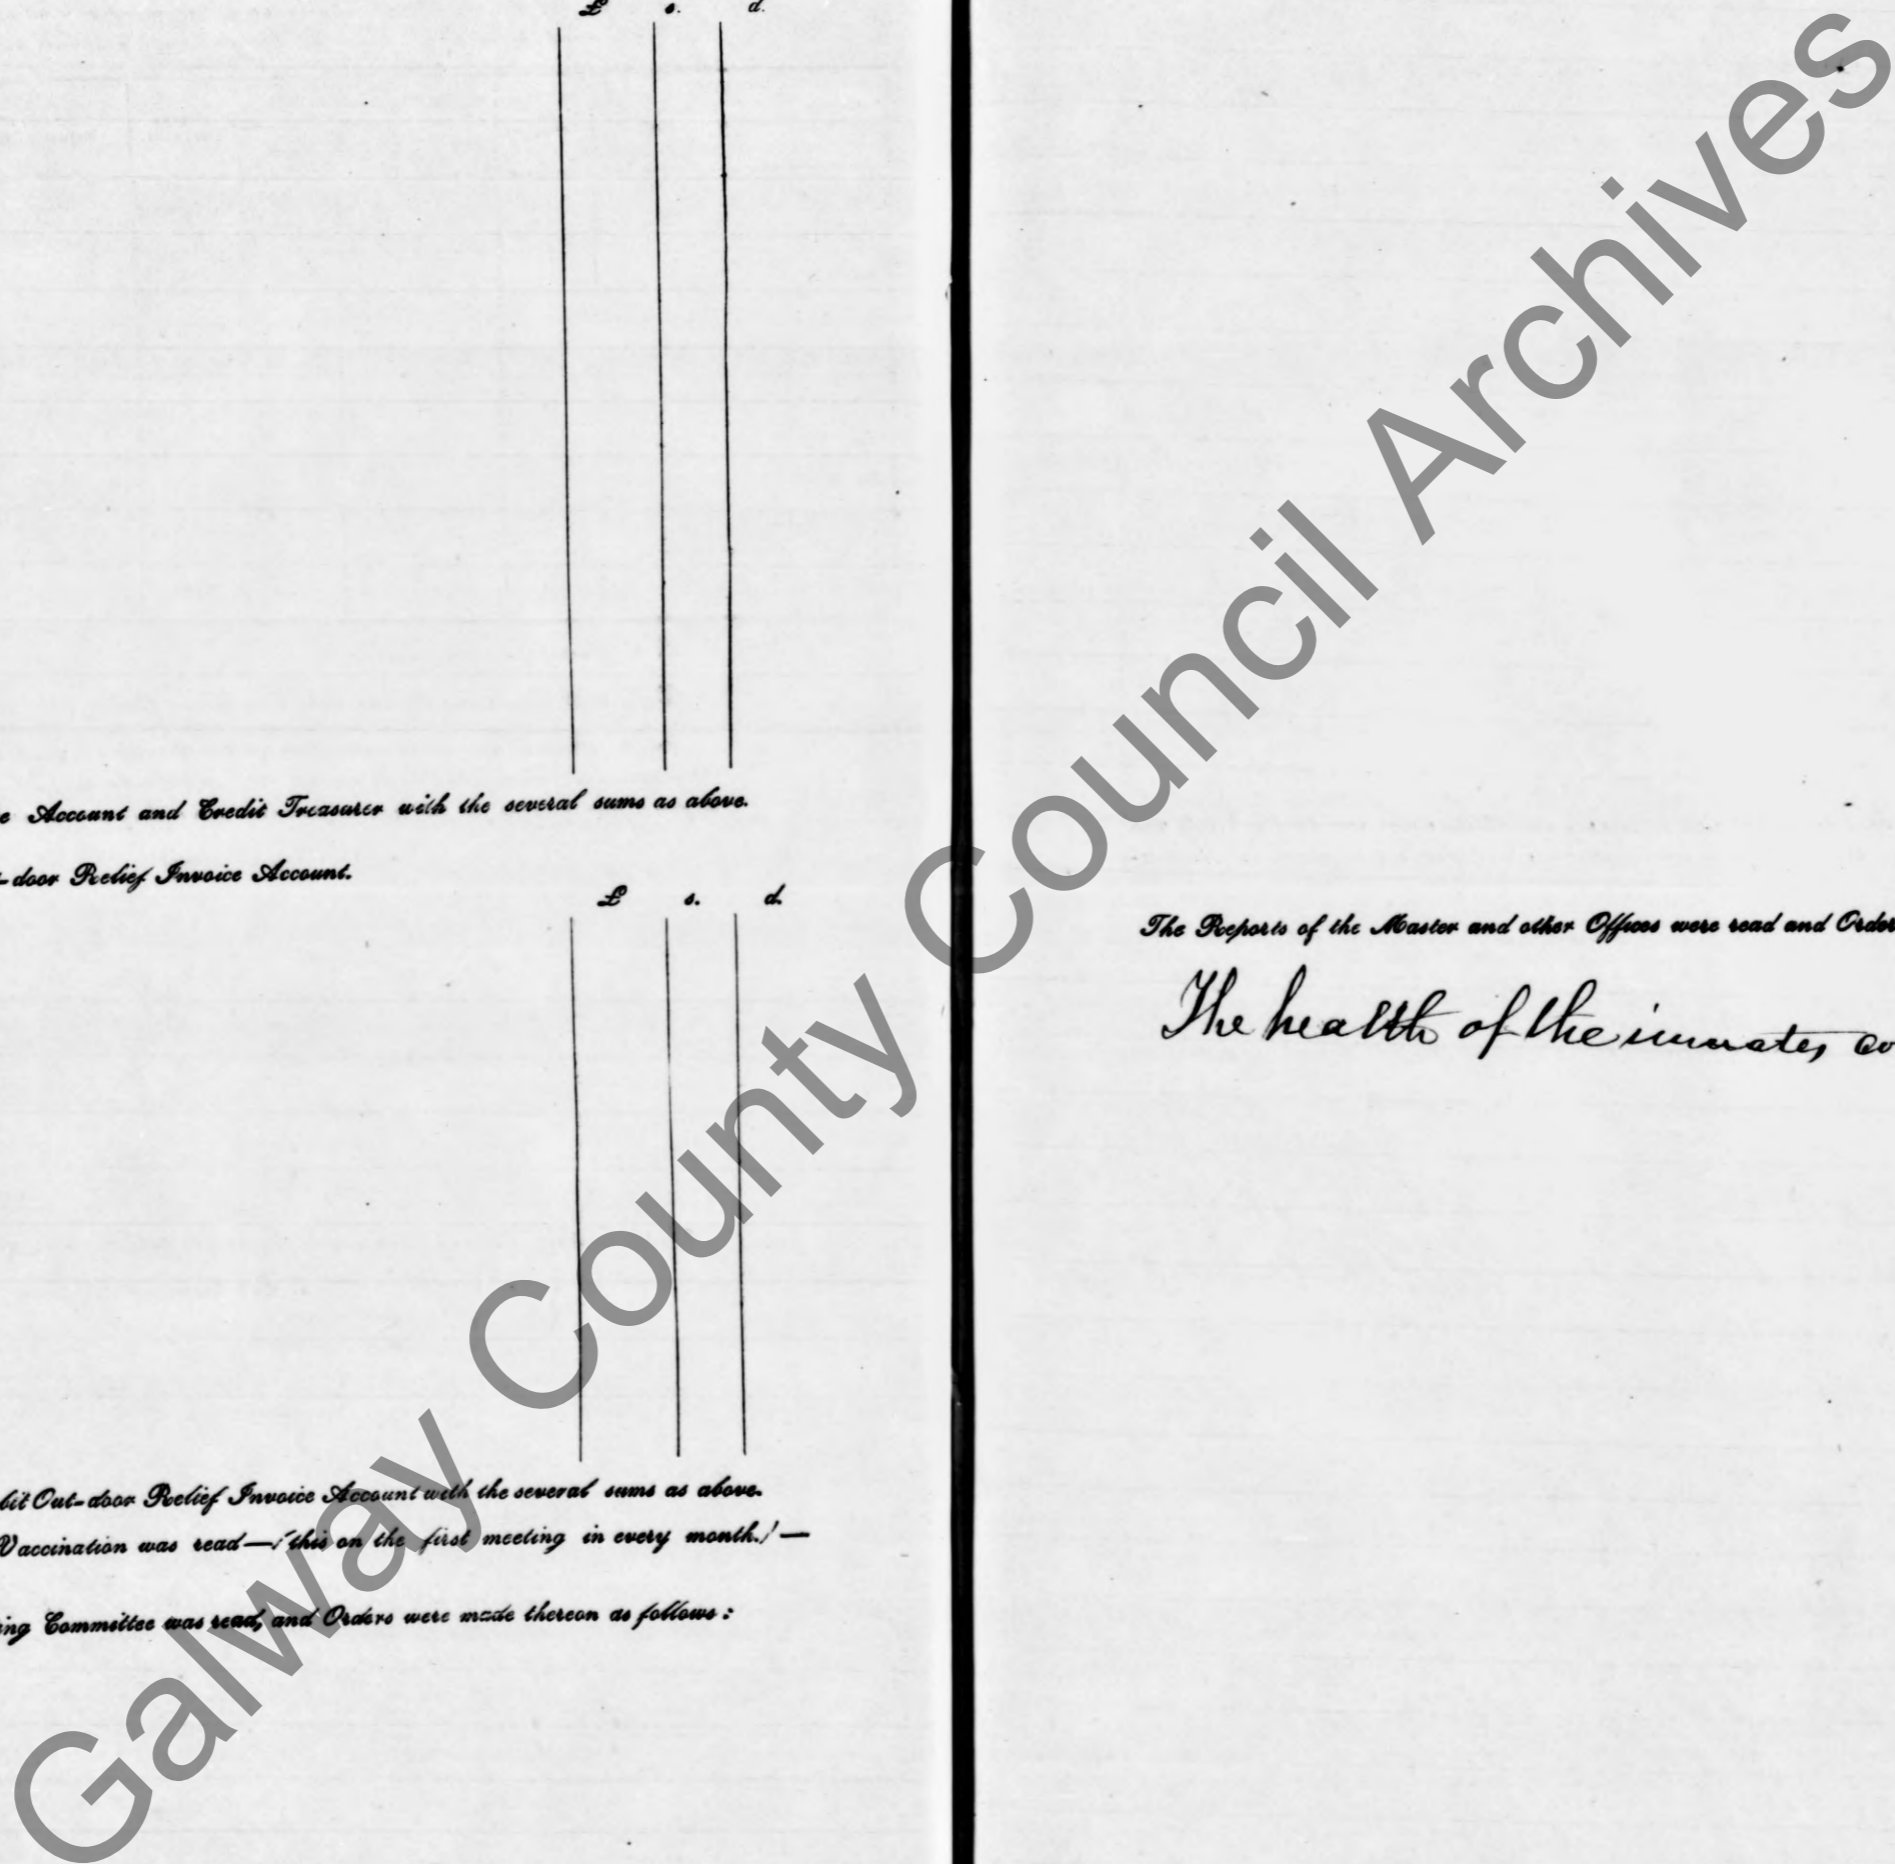 £ s. d.
e Account and Credit Treasurer with the several sums as above.
-door Relief Invoice Account.
£ s. d.
bit Out-door Relief Invoice Account with the several sums as above.
Vaccination was read—(this on the first meeting in every month.)—
ing Committee was read, and Orders were made thereon as follows:
The Reports of the Master and other Offices were read and Order
The health of the inmates co
Galway County Council Archives